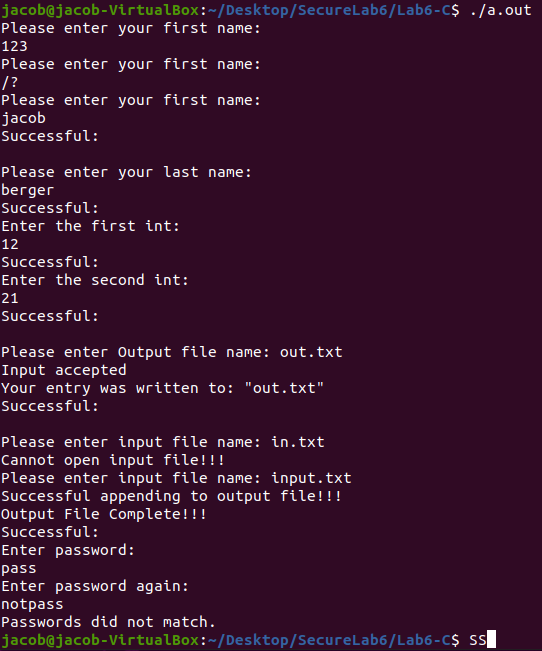 jacob@jacob-VirtualBox:~/Desktop/SecureLab6/Lab6-C$ ./a.out
Please enter your first name:
123
Please enter your first name:
/?
Please enter your first name:
jacob
Successful:
Please enter your last name:
berger
Successful:
Enter the first int:
12
Successful:
Enter the second int:
21
Successful:
Please enter Output file name: out.txt
Input accepted
Your entry was written to: "out.txt"
Successful:
Please enter input file name: in.txt
Cannot open input file!!!
Please enter input file name: input.txt
Successful appending to output file!!!
Output File Complete!!!
Successful:
Enter password:
pass
Enter password again:
notpass
Passwords did not match.
jacob@jacob-VirtualBox:~/Desktop/SecureLab6/Lab6-C$ SS